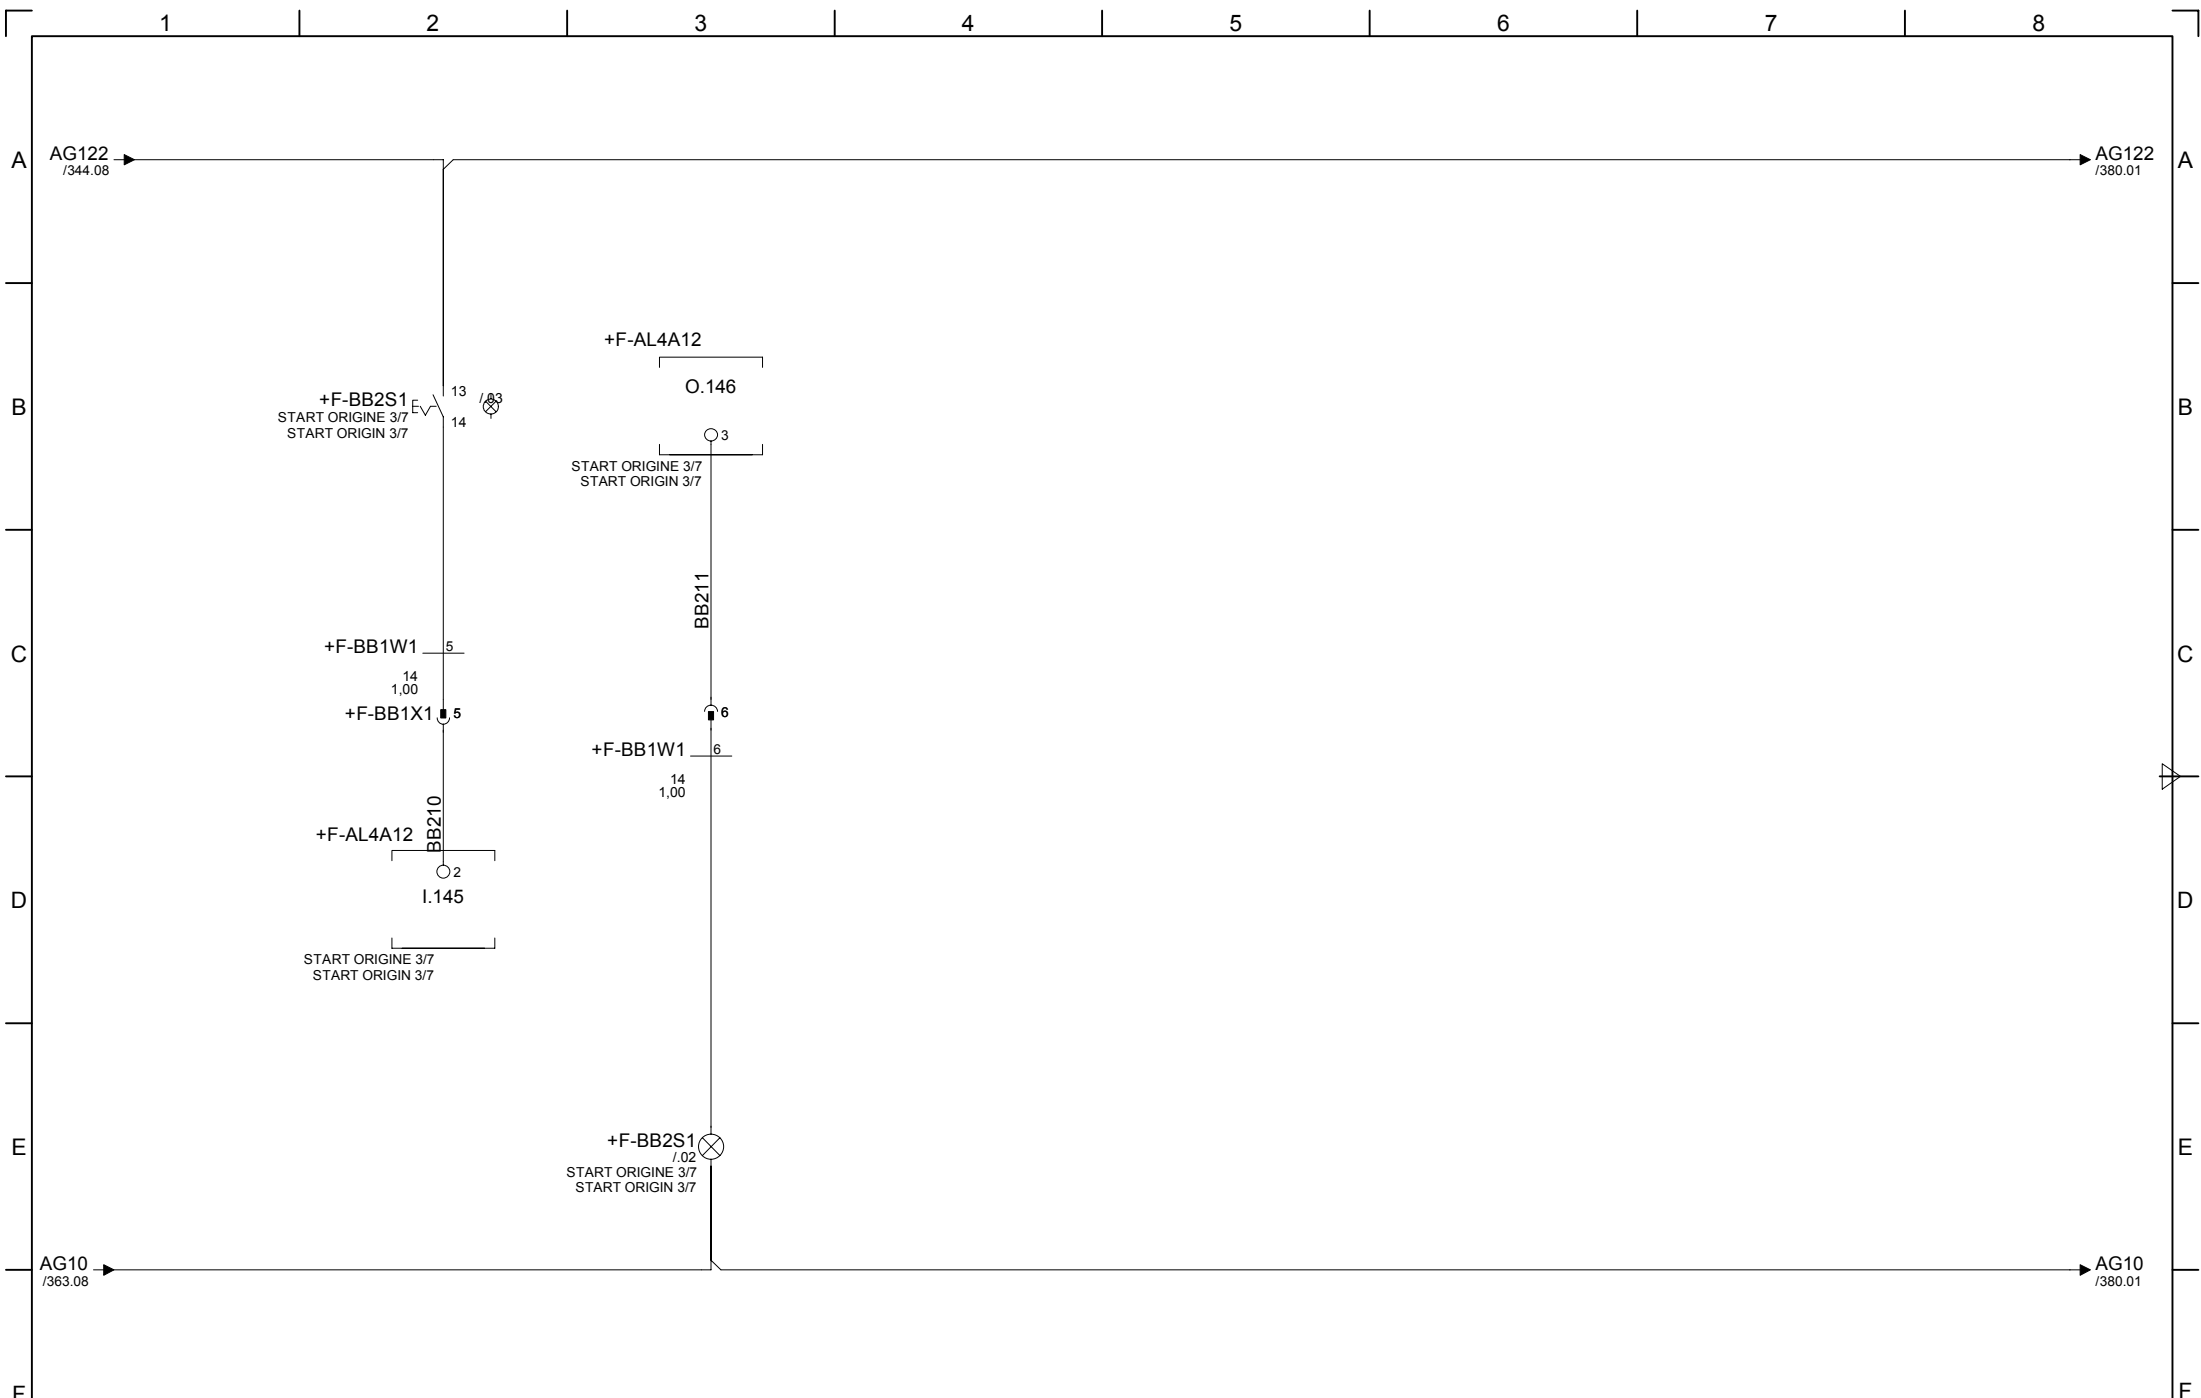 1 2 3 4 5 6 7 8
A AG122 AG122 A
/344.08 /380.01
+F-AL4A12
O.146
3
START ORIGINE 3/7
START ORIGIN 3/7
B +F-BB2S1 13 /.03 B
START ORIGINE 3/7
START ORIGIN 3/7 14
BB211
C +F-BB1W1 5 C
14
1,00
+F-BB1X1 5 6
+F-BB1W1 6
14
1,00
BB210
+F-AL4A12
2
D I.145 D
START ORIGINE 3/7
START ORIGIN 3/7
E +F-BB2S1 E
/.02
START ORIGINE 3/7
START ORIGIN 3/7
AG10 AG10
/363.08 /380.01
F F